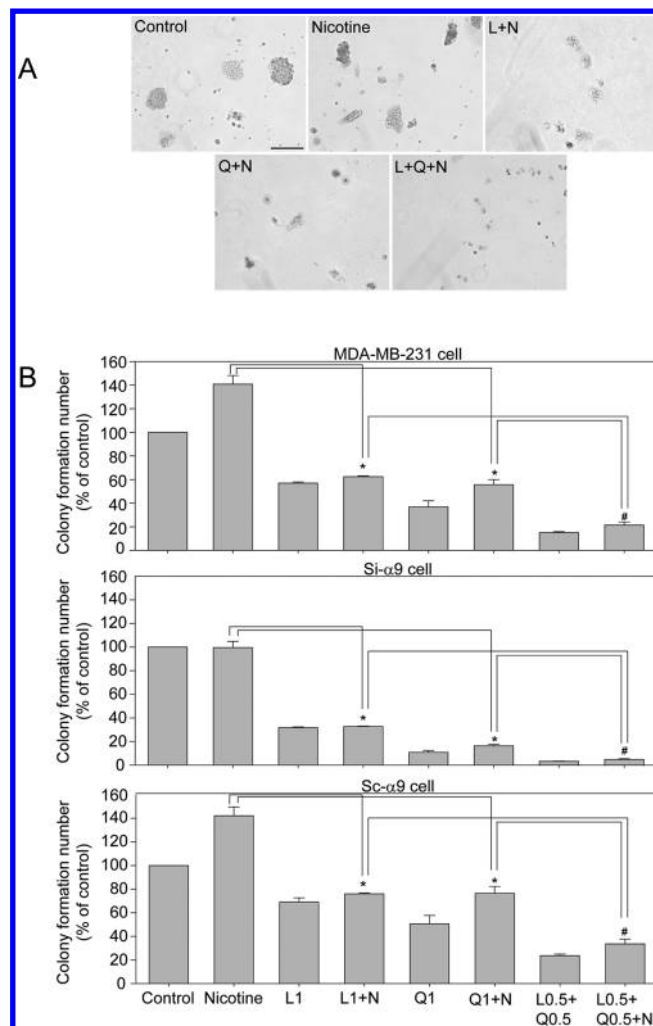 A
Control
Nicotine
L+N
Q+N
L+Q+N
B
MDA-MB-231 cell
Colony formation number
(% of control)
160
140
120
100
80
60
40
20
0
*
*
#
Si-α9 cell
Colony formation number
(% of control)
160
140
120
100
80
60
40
20
0
*
*
#
Sc-α9 cell
Colony formation number
(% of control)
160
140
120
100
80
60
40
20
0
*
*
#
Control
Nicotine
L1
L1+N
Q1
Q1+N
L0.5+
Q0.5
L0.5+
Q0.5+N